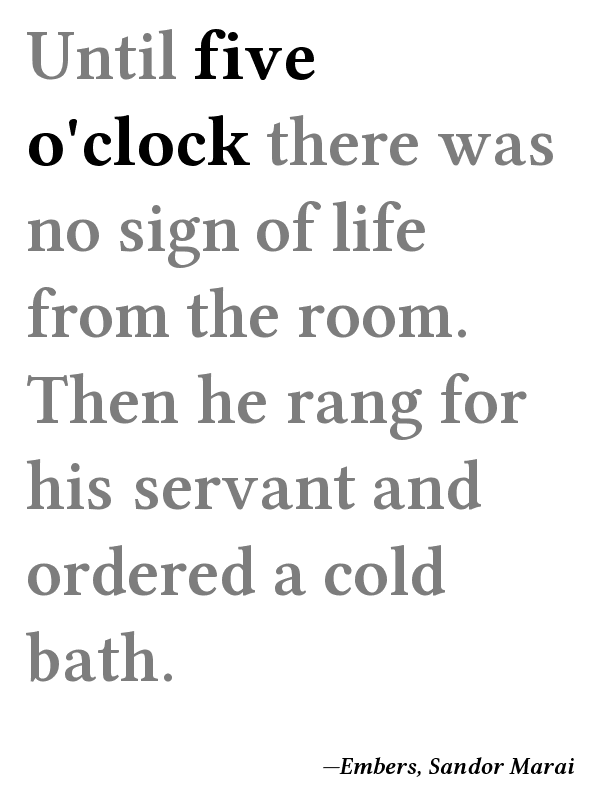 Until five
o'clock there was
no sign of life
from the room.
Then he rang for
his servant and
ordered a cold
bath.
—Embers, Sandor Marai